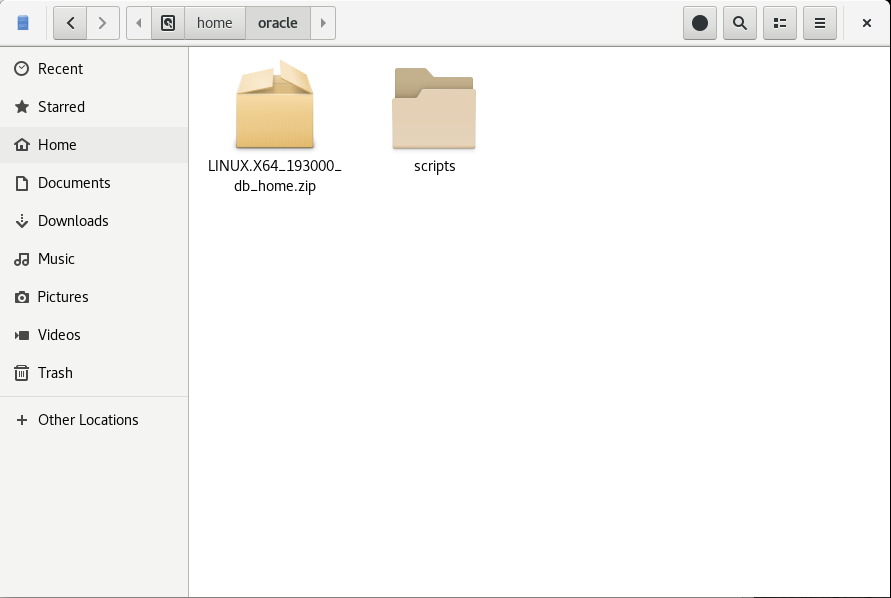 home
oracle
Recent
Starred
Home
Documents
Downloads
Music
Pictures
Videos
Trash
Other Locations
LINUX.X64_193000_
db_home.zip
scripts